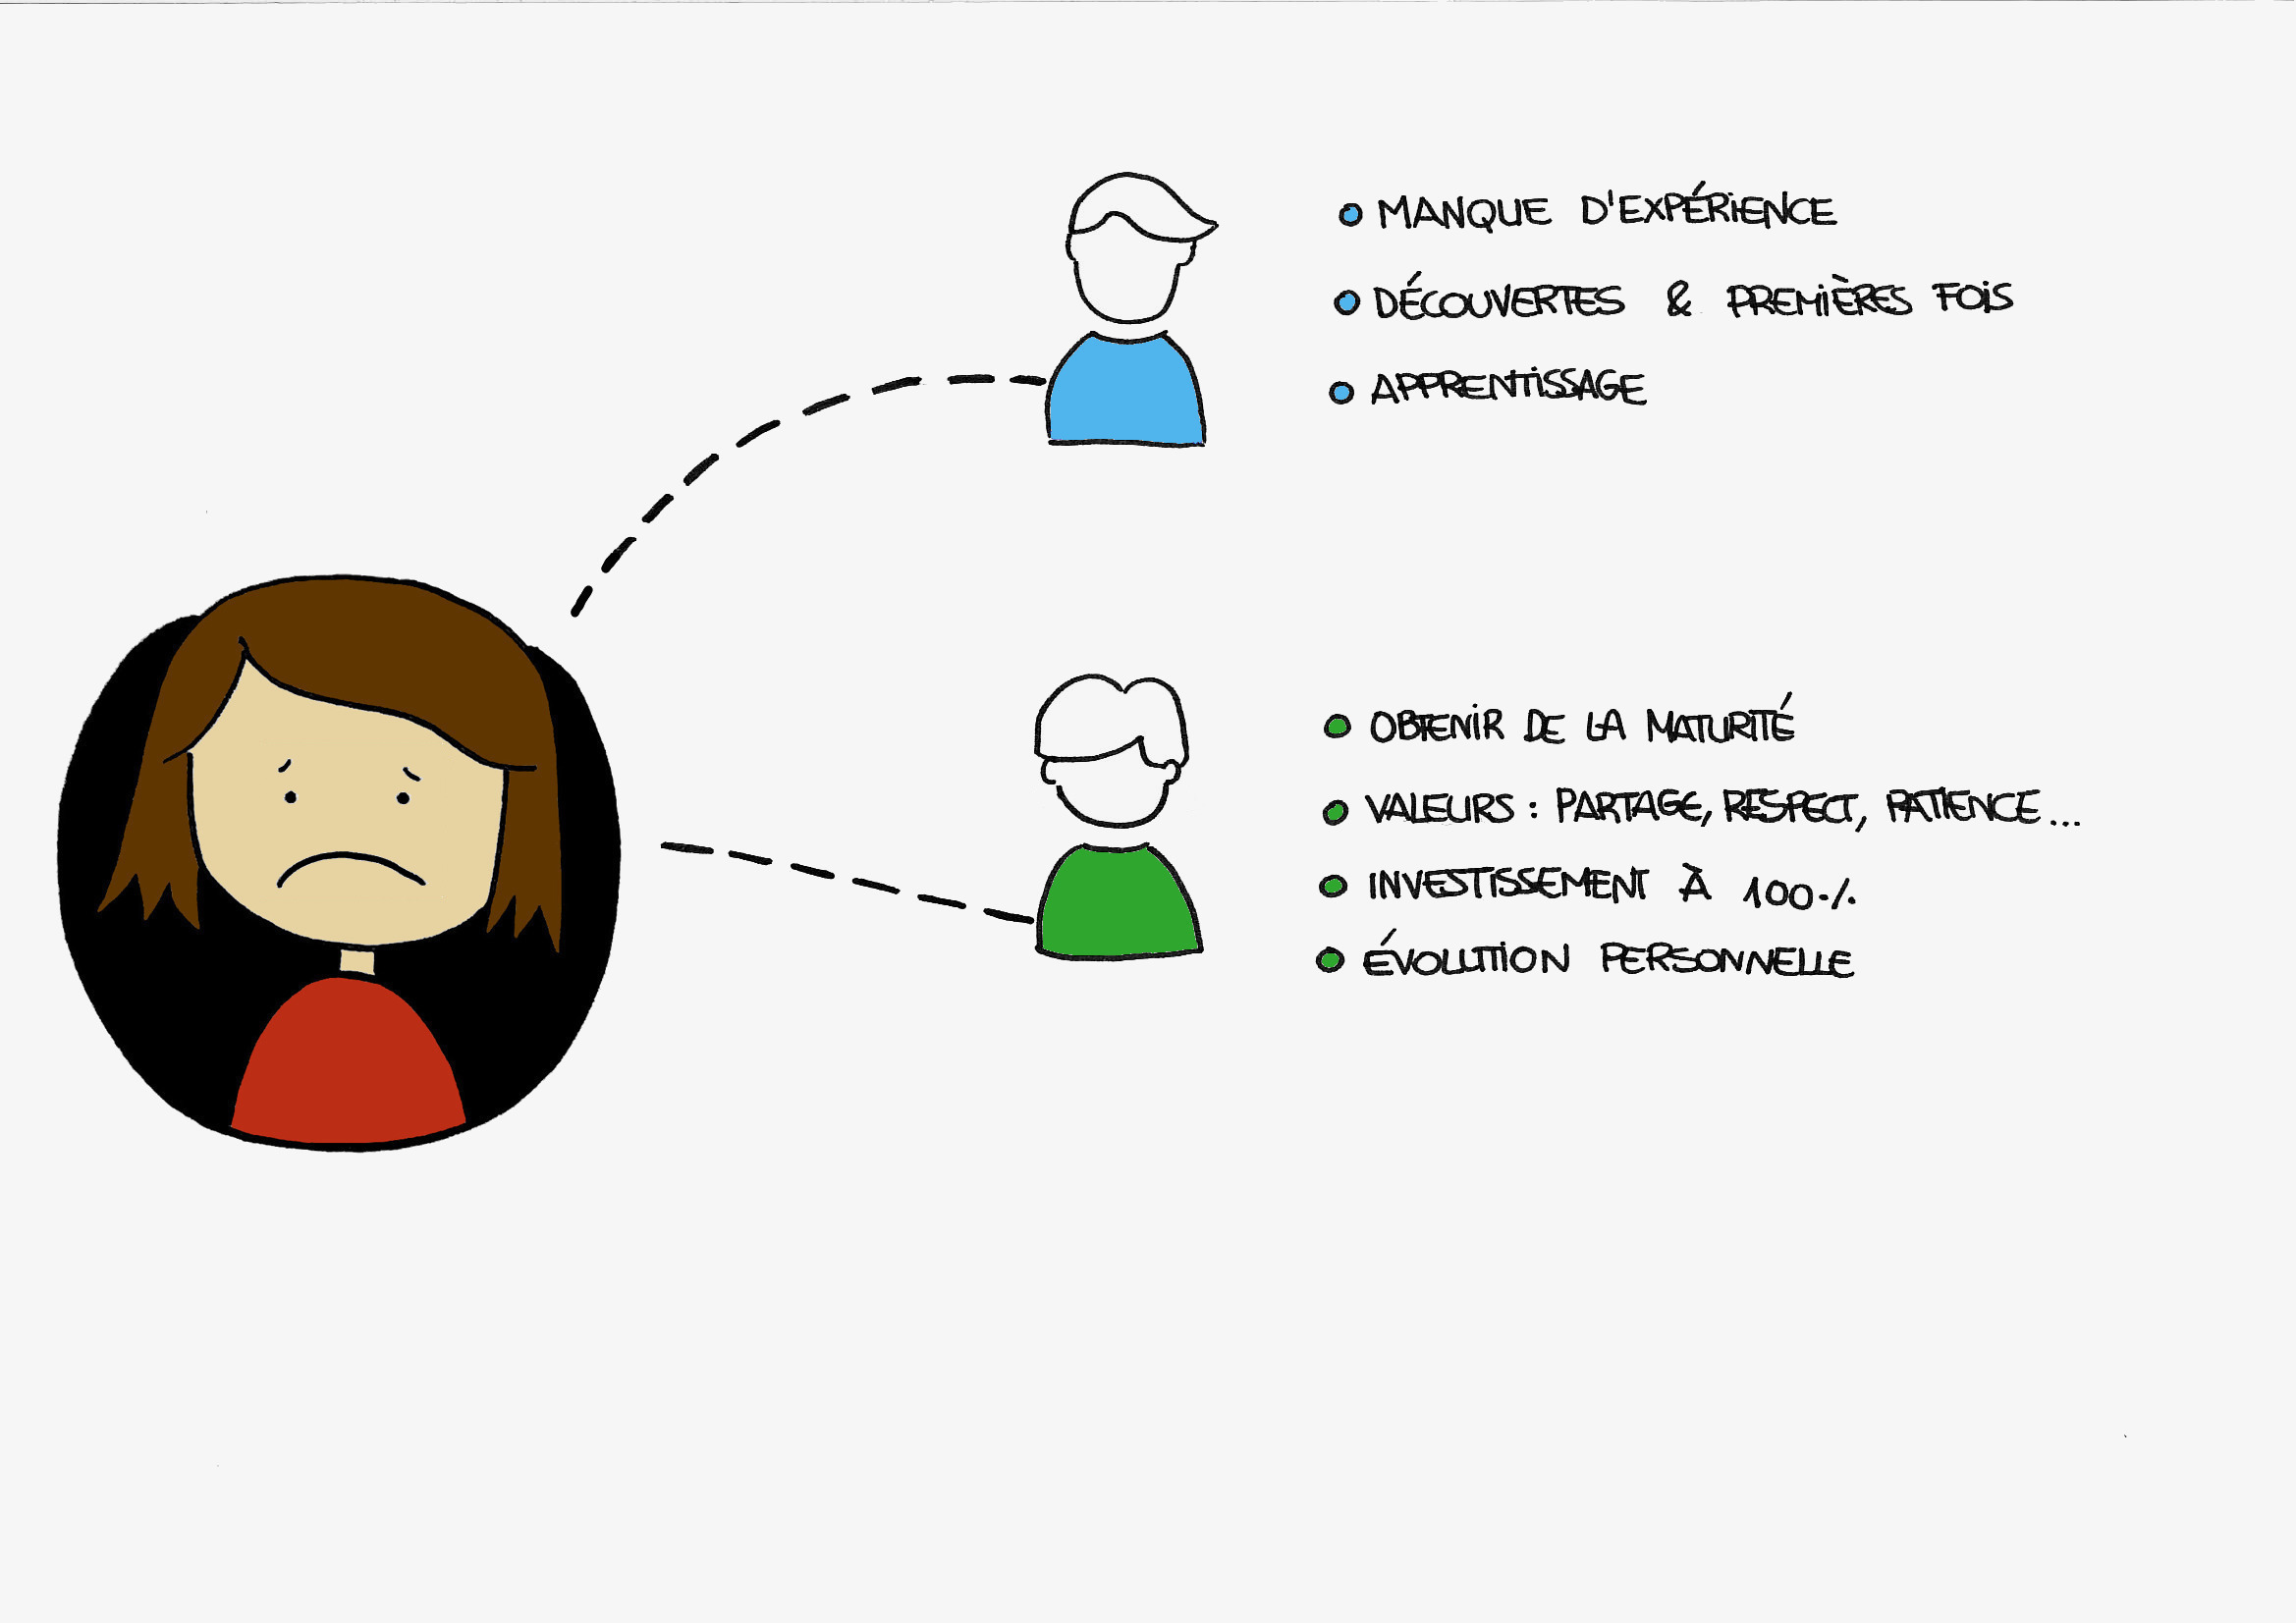 MANQUE D'EXPÉRIENCE
DÉCOUVERTES & PREMIÈRES FOIS
APPRENTISSAGE
OBTENIR DE LA MATURITÉ
VALEURS : PARTAGE, RESPECT, PATIENCE...
INVESTISSEMENT À 100%
ÉVOLUTION PERSONNELLE